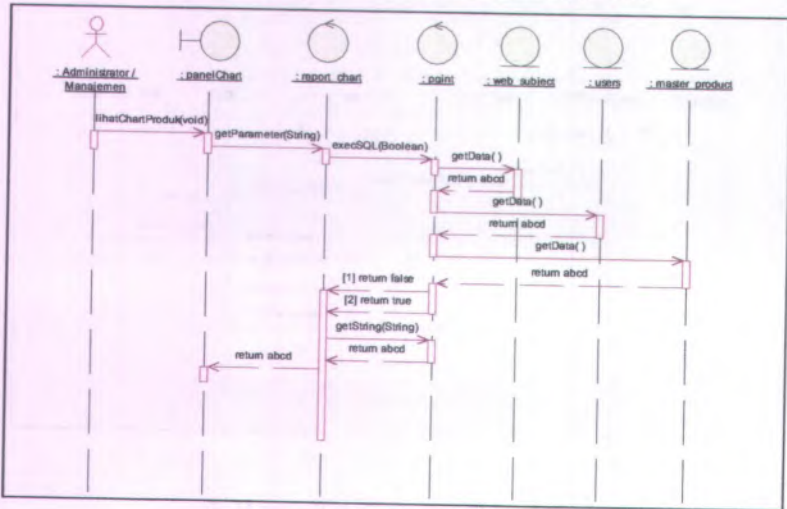 : Administrator /
Manajemen
: panelChart
: report_chart
: point
: web_subject
: users
: master_product
lihatChartProduk(void)
getParameter(String)
execSQL(Boolean)
getData( )
return abcd
getData( )
return abcd
getData( )
return abcd
[1] return false
[2] return true
getString(String)
return abcd
return abcd